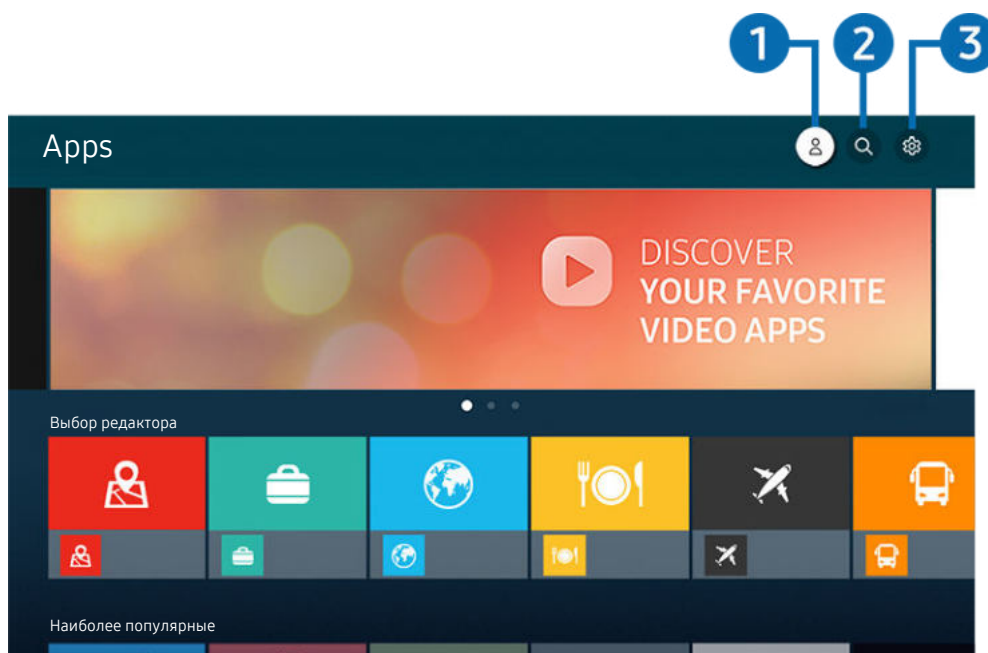 1 2 3
Apps
DISCOVER
YOUR FAVORITE
VIDEO APPS
Выбор редактора
Наиболее популярные